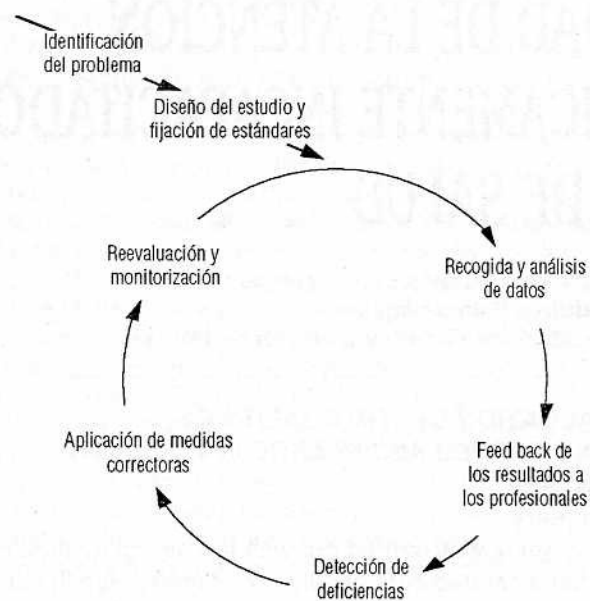 Identificación
del problema
Diseño del estudio y
fijación de estándares
Recogida y análisis
de datos
Feed back de
los resultados a
los profesionales
Detección de
deficiencias
Aplicación de medidas
correctoras
Reevaluación y
monitorización